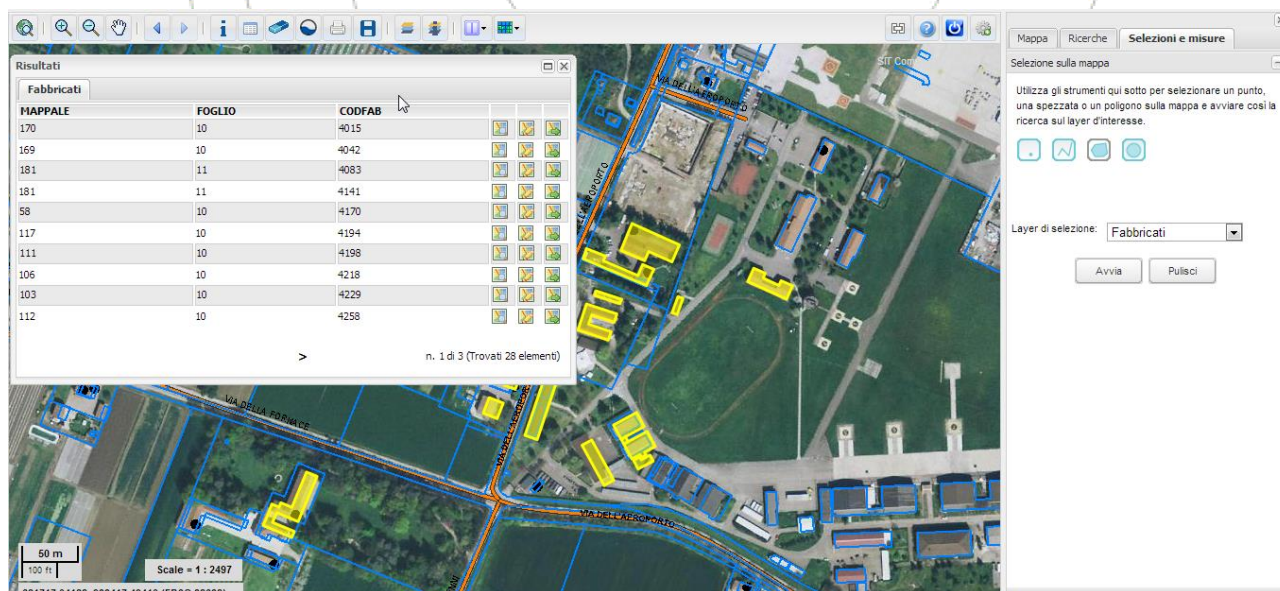 SIT Com
Mappa Ricerche Selezioni e misure
Selezione sulla mappa
Utilizza gli strumenti qui sotto per selezionare un punto,
una spezzata o un poligono sulla mappa e avviare così la
ricerca sul layer d'interesse.
Layer di selezione: Fabbricati
Avvia Pulisci
Risultati
Fabbricati
MAPPALE FOGLIO CODFAB
170 10 4015
169 10 4042
181 11 4083
181 11 4141
58 10 4170
117 10 4194
111 10 4198
106 10 4218
103 10 4229
112 10 4258
> n. 1 di 3 (Trovati 28 elementi)
VIA DELL'AEROPORTO
VIA DELLA FORNACE
VIA DELL'AEROPORTO
VIA DELL'AEROPORTO
50 m
100 ft
Scale = 1 : 2497